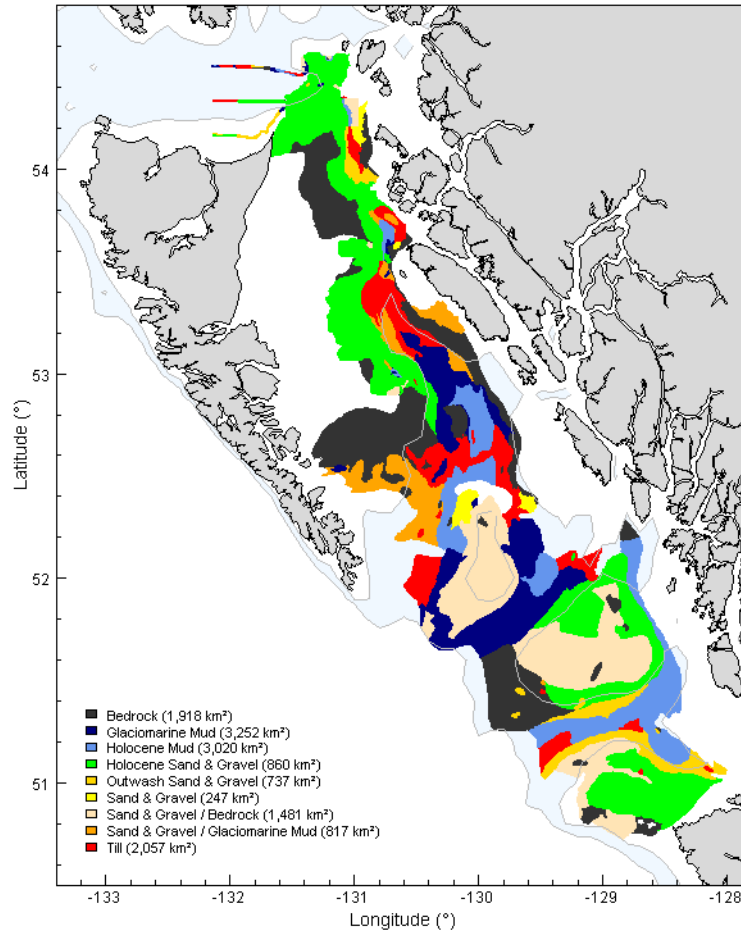 54
53
52
51
Latitude (°)
Bedrock (1,918 km²)
Glaciomarine Mud (3,252 km²)
Holocene Mud (3,020 km²)
Holocene Sand & Gravel (860 km²)
Outwash Sand & Gravel (737 km²)
Sand & Gravel (247 km²)
Sand & Gravel / Bedrock (1,481 km²)
Sand & Gravel / Glaciomarine Mud (817 km²)
Till (2,057 km²)
-133 -132 -131 -130 -129 -128
Longitude (°)